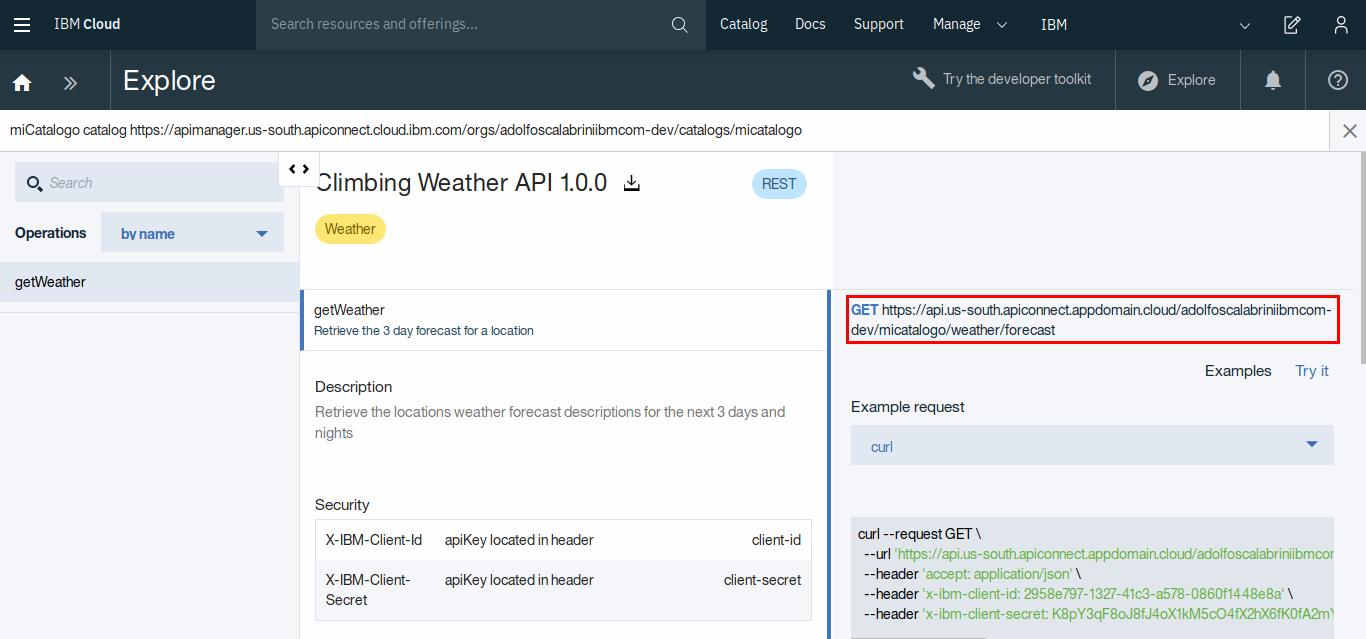 IBM Cloud
Search resources and offerings...
Catalog
Docs
Support
Manage
IBM
Explore
Try the developer toolkit
Explore
miCatalogo catalog https://apimanager.us-south.apiconnect.cloud.ibm.com/orgs/adolfoscalabriniibmcom-dev/catalogs/micatalogo
Search
Operations
by name
getWeather
Climbing Weather API 1.0.0
REST
Weather
getWeather
Retrieve the 3 day forecast for a location
Description
Retrieve the locations weather forecast descriptions for the next 3 days and
nights
Security
X-IBM-Client-Id apiKey located in header client-id
X-IBM-Client- apiKey located in header client-secret
Secret
GET https://api.us-south.apiconnect.appdomain.cloud/adolfoscalabriniibmcom-
dev/micatalogo/weather/forecast
Examples
Try it
Example request
curl
curl --request GET \
--url 'https://api.us-south.apiconnect.appdomain.cloud/adolfoscalabriniibmcor
--header 'accept: application/json' \
--header 'x-ibm-client-id: 2958e797-1327-41c3-a578-0860f1448e8a' \
--header 'x-ibm-client-secret: K8pY3qF8oJ8fJ4oX1kM5cO4fX2hX6fK0fA2mY